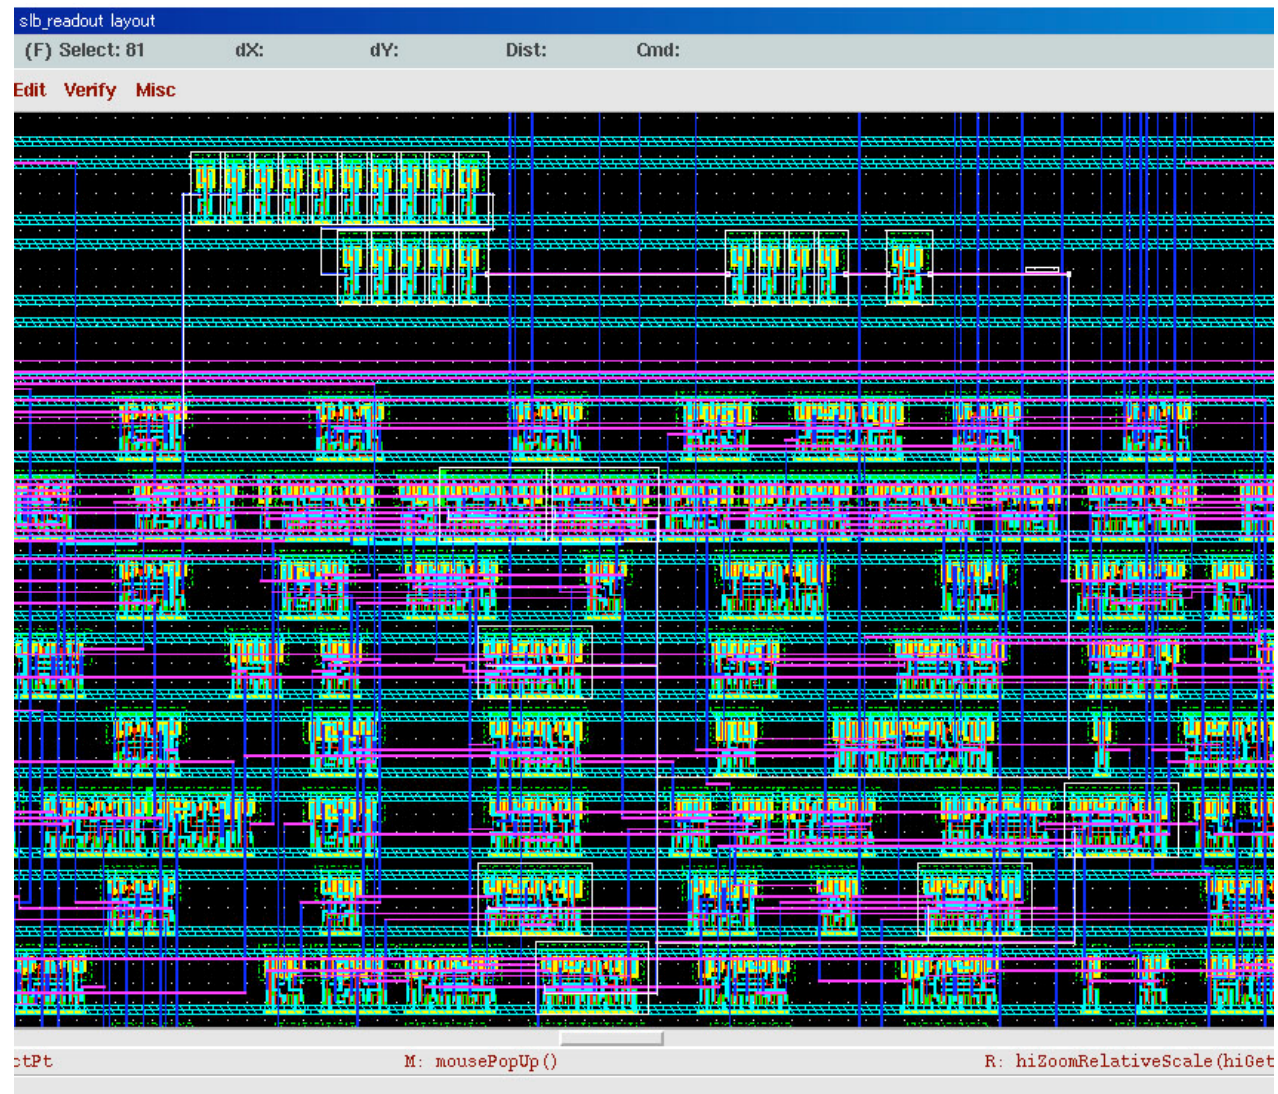 slb_readout layout
(F) Select: 81 dX: dY: Dist: Cmd:
Edit Verify Misc
ctPt M: mousePopUp() R: hiZoomRelativeScale(hiGet